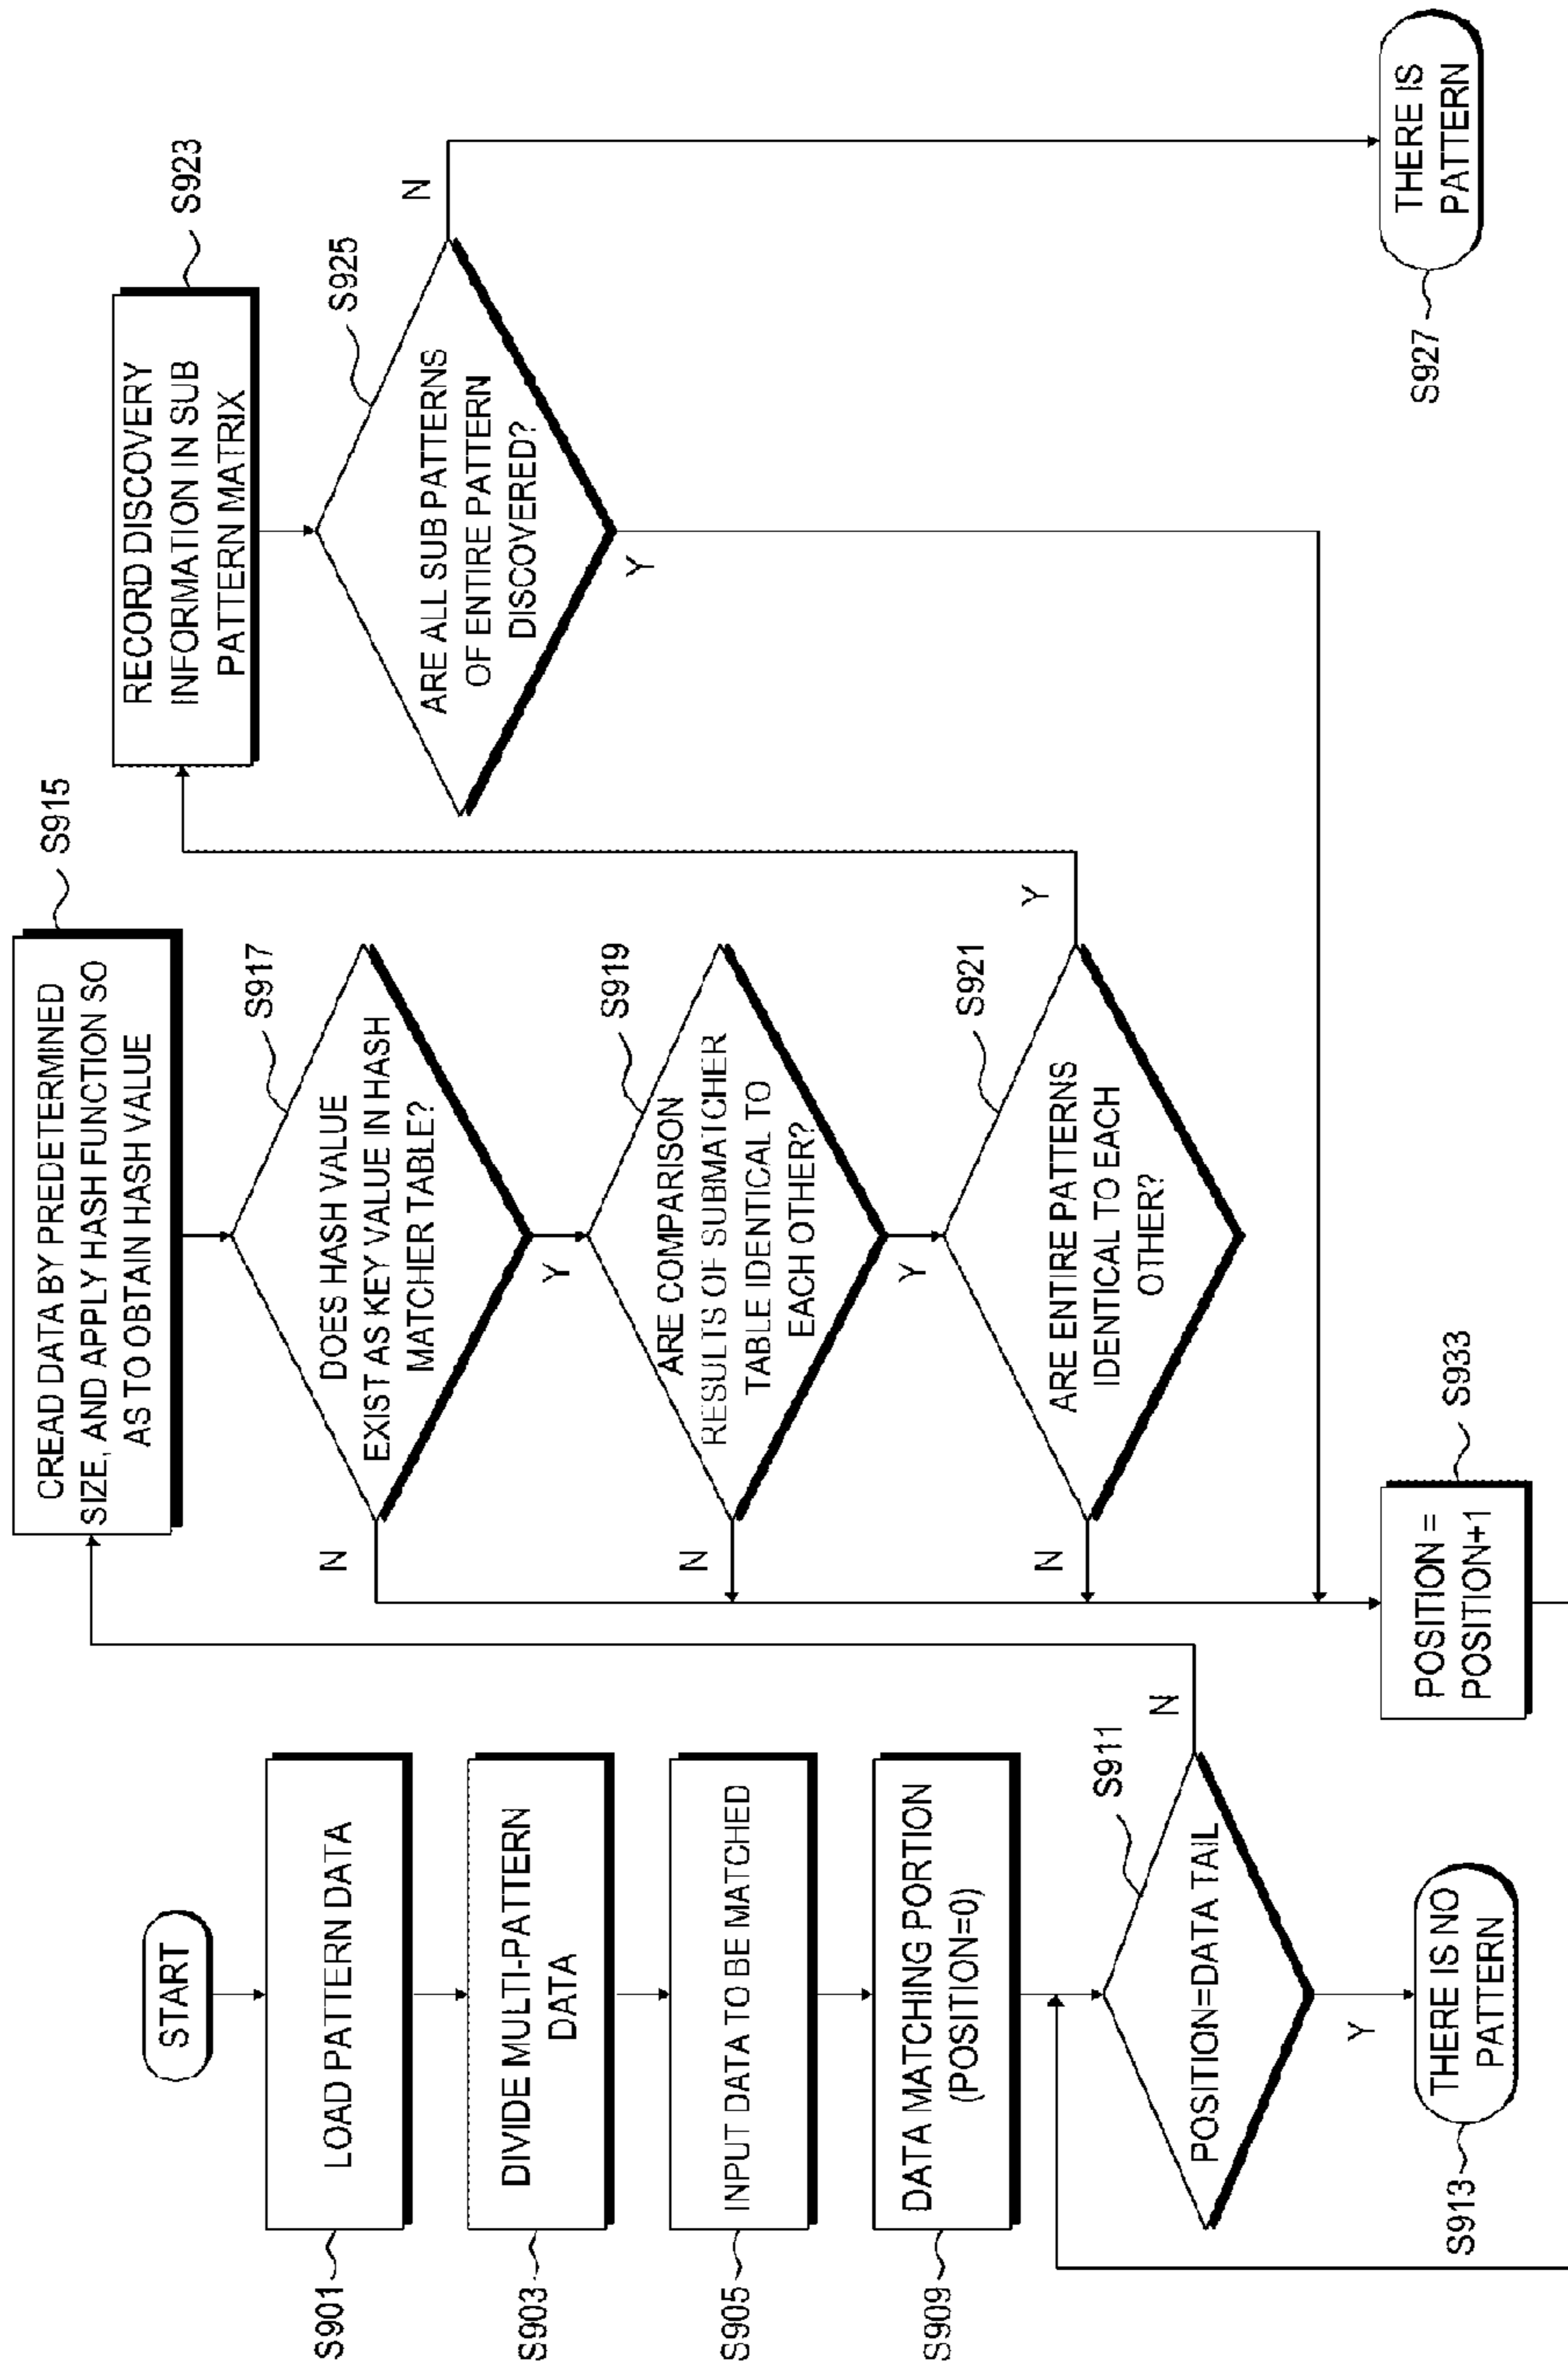 START
S901
LOAD PATTERN DATA
S903
DIVIDE MULTI-PATTERN
DATA
S905
INPUT DATA TO BE MATCHED
S909
DATA MATCHING PORTION
(POSITION=0)
S911
POSITION=DATA TAIL
N
Y
S913
THERE IS NO
PATTERN
S915
CREAD DATA BY PREDETERMINED
SIZE, AND APPLY HASH FUNCTION SO
AS TO OBTAIN HASH VALUE
S917
DOES HASH VALUE
EXIST AS KEY VALUE IN HASH
MATCHER TABLE?
N
Y
S919
ARE COMPARISON
RESULTS OF SUBMATCHER
TABLE IDENTICAL TO
EACH OTHER?
N
Y
S921
ARE ENTIRE PATTERNS
IDENTICAL TO EACH
OTHER?
N
Y
S933
POSITION =
POSITION+1
S923
RECORD DISCOVERY
INFORMATION IN SUB
PATTERN MATRIX
S925
ARE ALL SUB PATTERNS
OF ENTIRE PATTERN
DISCOVERED?
N
Y
S927
THERE IS
PATTERN